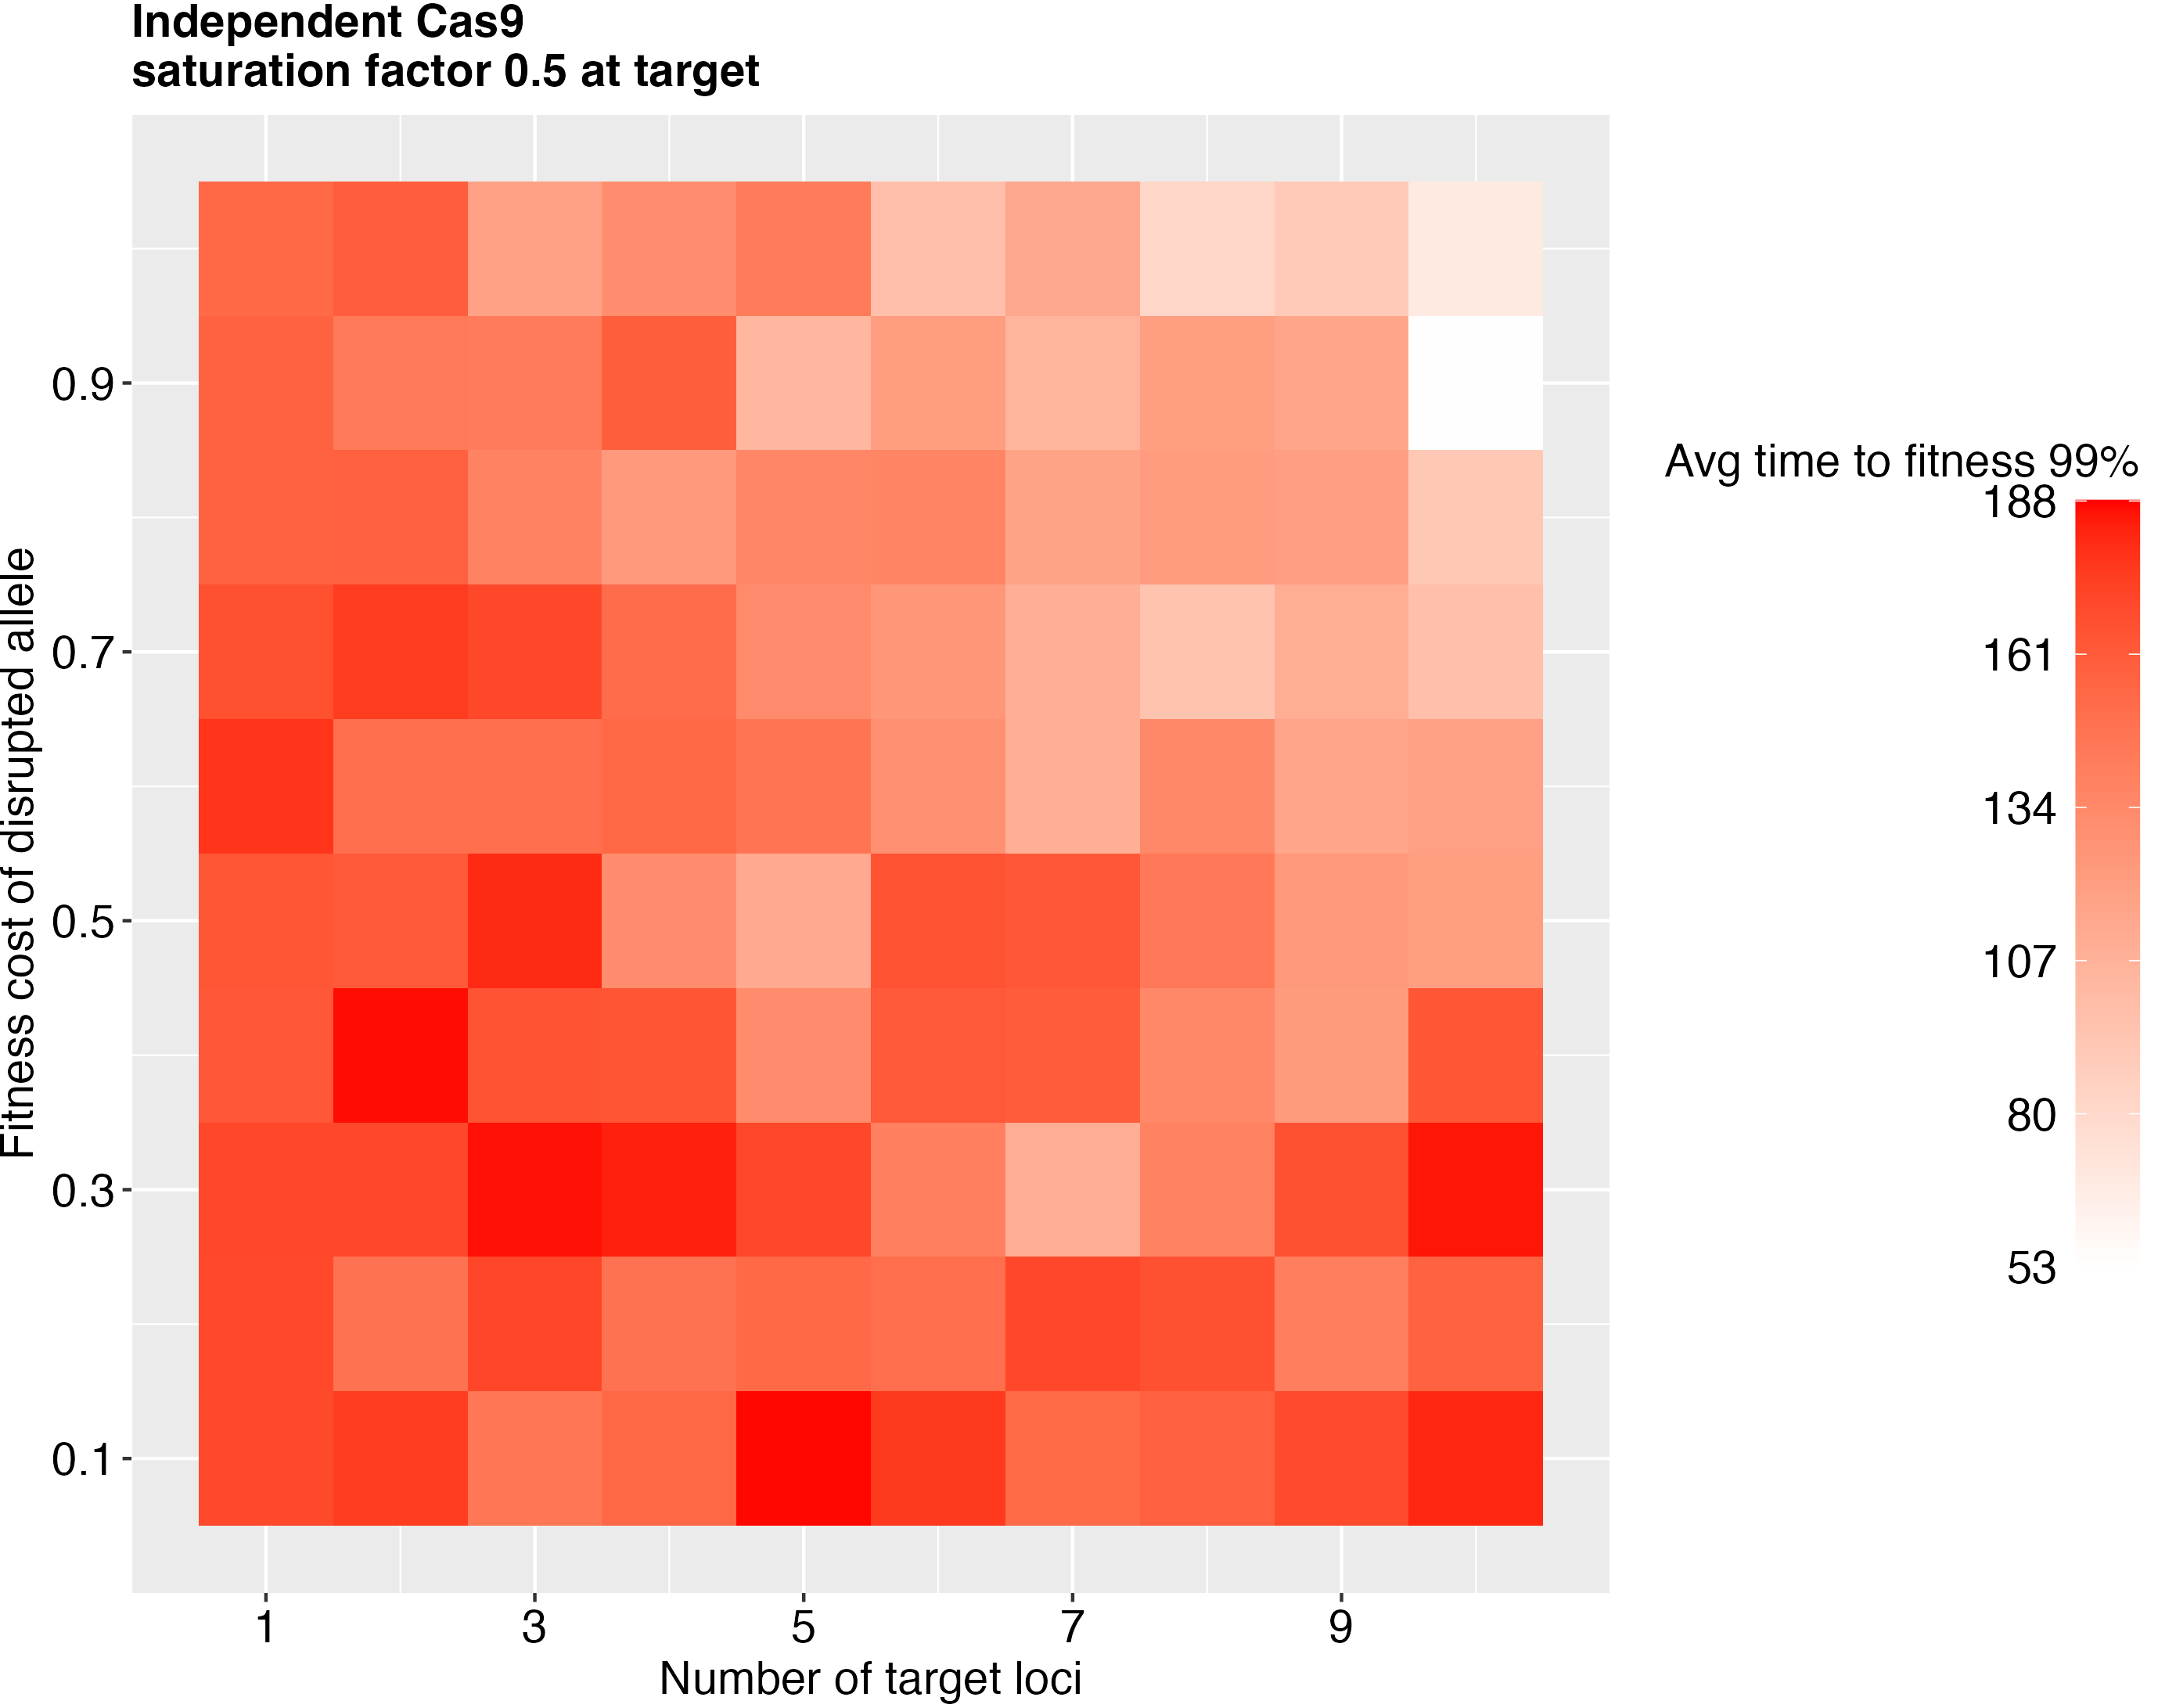 Independent Cas9
saturation factor 0.5 at target
Fitness cost of disrupted allele
0.9
0.7
0.5
0.3
0.1
1 3 5 7 9
Number of target loci
Avg time to fitness 99%
188
161
134
107
80
53